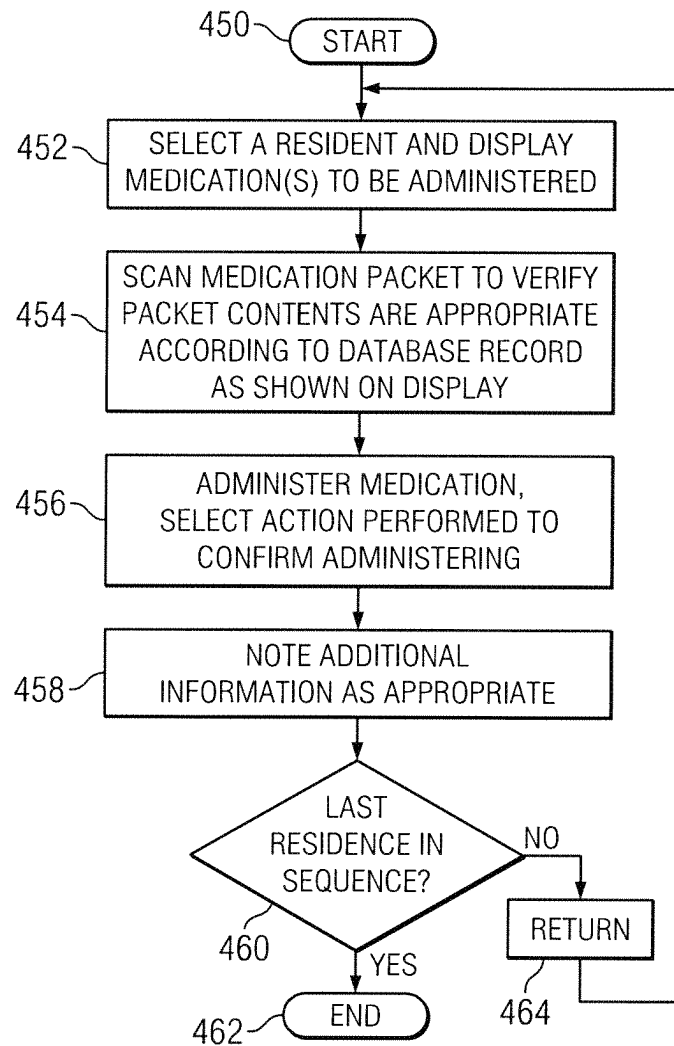 450
START
452
SELECT A RESIDENT AND DISPLAY
MEDICATION(S) TO BE ADMINISTERED
454
SCAN MEDICATION PACKET TO VERIFY
PACKET CONTENTS ARE APPROPRIATE
ACCORDING TO DATABASE RECORD
AS SHOWN ON DISPLAY
456
ADMINISTER MEDICATION,
SELECT ACTION PERFORMED TO
CONFIRM ADMINISTERING
458
NOTE ADDITIONAL
INFORMATION AS APPROPRIATE
LAST
RESIDENCE IN
SEQUENCE?
460
NO
RETURN
464
YES
END
462